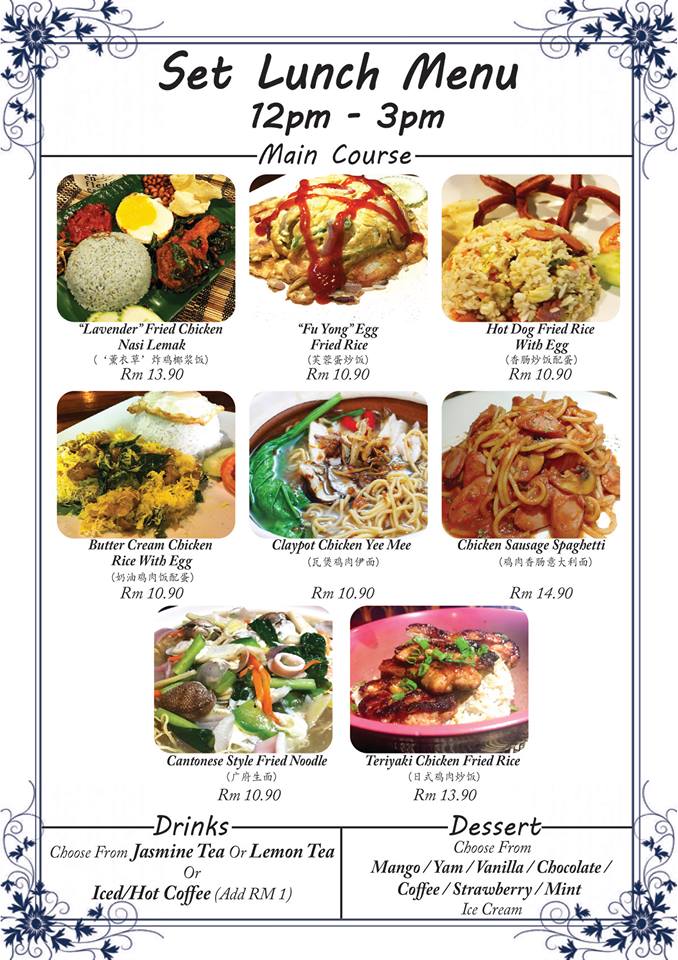 Set Lunch Menu
12pm - 3pm
Main Course
“Lavender” Fried Chicken
Nasi Lemak
(‘薰衣草’炸鸡椰浆饭)
Rm 13.90
“Fu Yong” Egg
Fried Rice
(芙蓉蛋炒饭)
Rm 10.90
Hot Dog Fried Rice
With Egg
(香肠炒饭配蛋)
Rm 10.90
Butter Cream Chicken
Rice With Egg
(奶油鸡肉饭配蛋)
Rm 10.90
Claypot Chicken Yee Mee
(瓦煲鸡肉伊面)
Rm 10.90
Chicken Sausage Spaghetti
(鸡肉香肠意大利面)
Rm 14.90
Cantonese Style Fried Noodle
(广府生面)
Rm 10.90
Teriyaki Chicken Fried Rice
(日式鸡肉炒饭)
Rm 13.90
Drinks
Choose From Jasmine Tea Or Lemon Tea
Or
Iced/Hot Coffee (Add RM 1)
Dessert
Choose From
Mango / Yam / Vanilla / Chocolate /
Coffee / Strawberry / Mint
Ice Cream